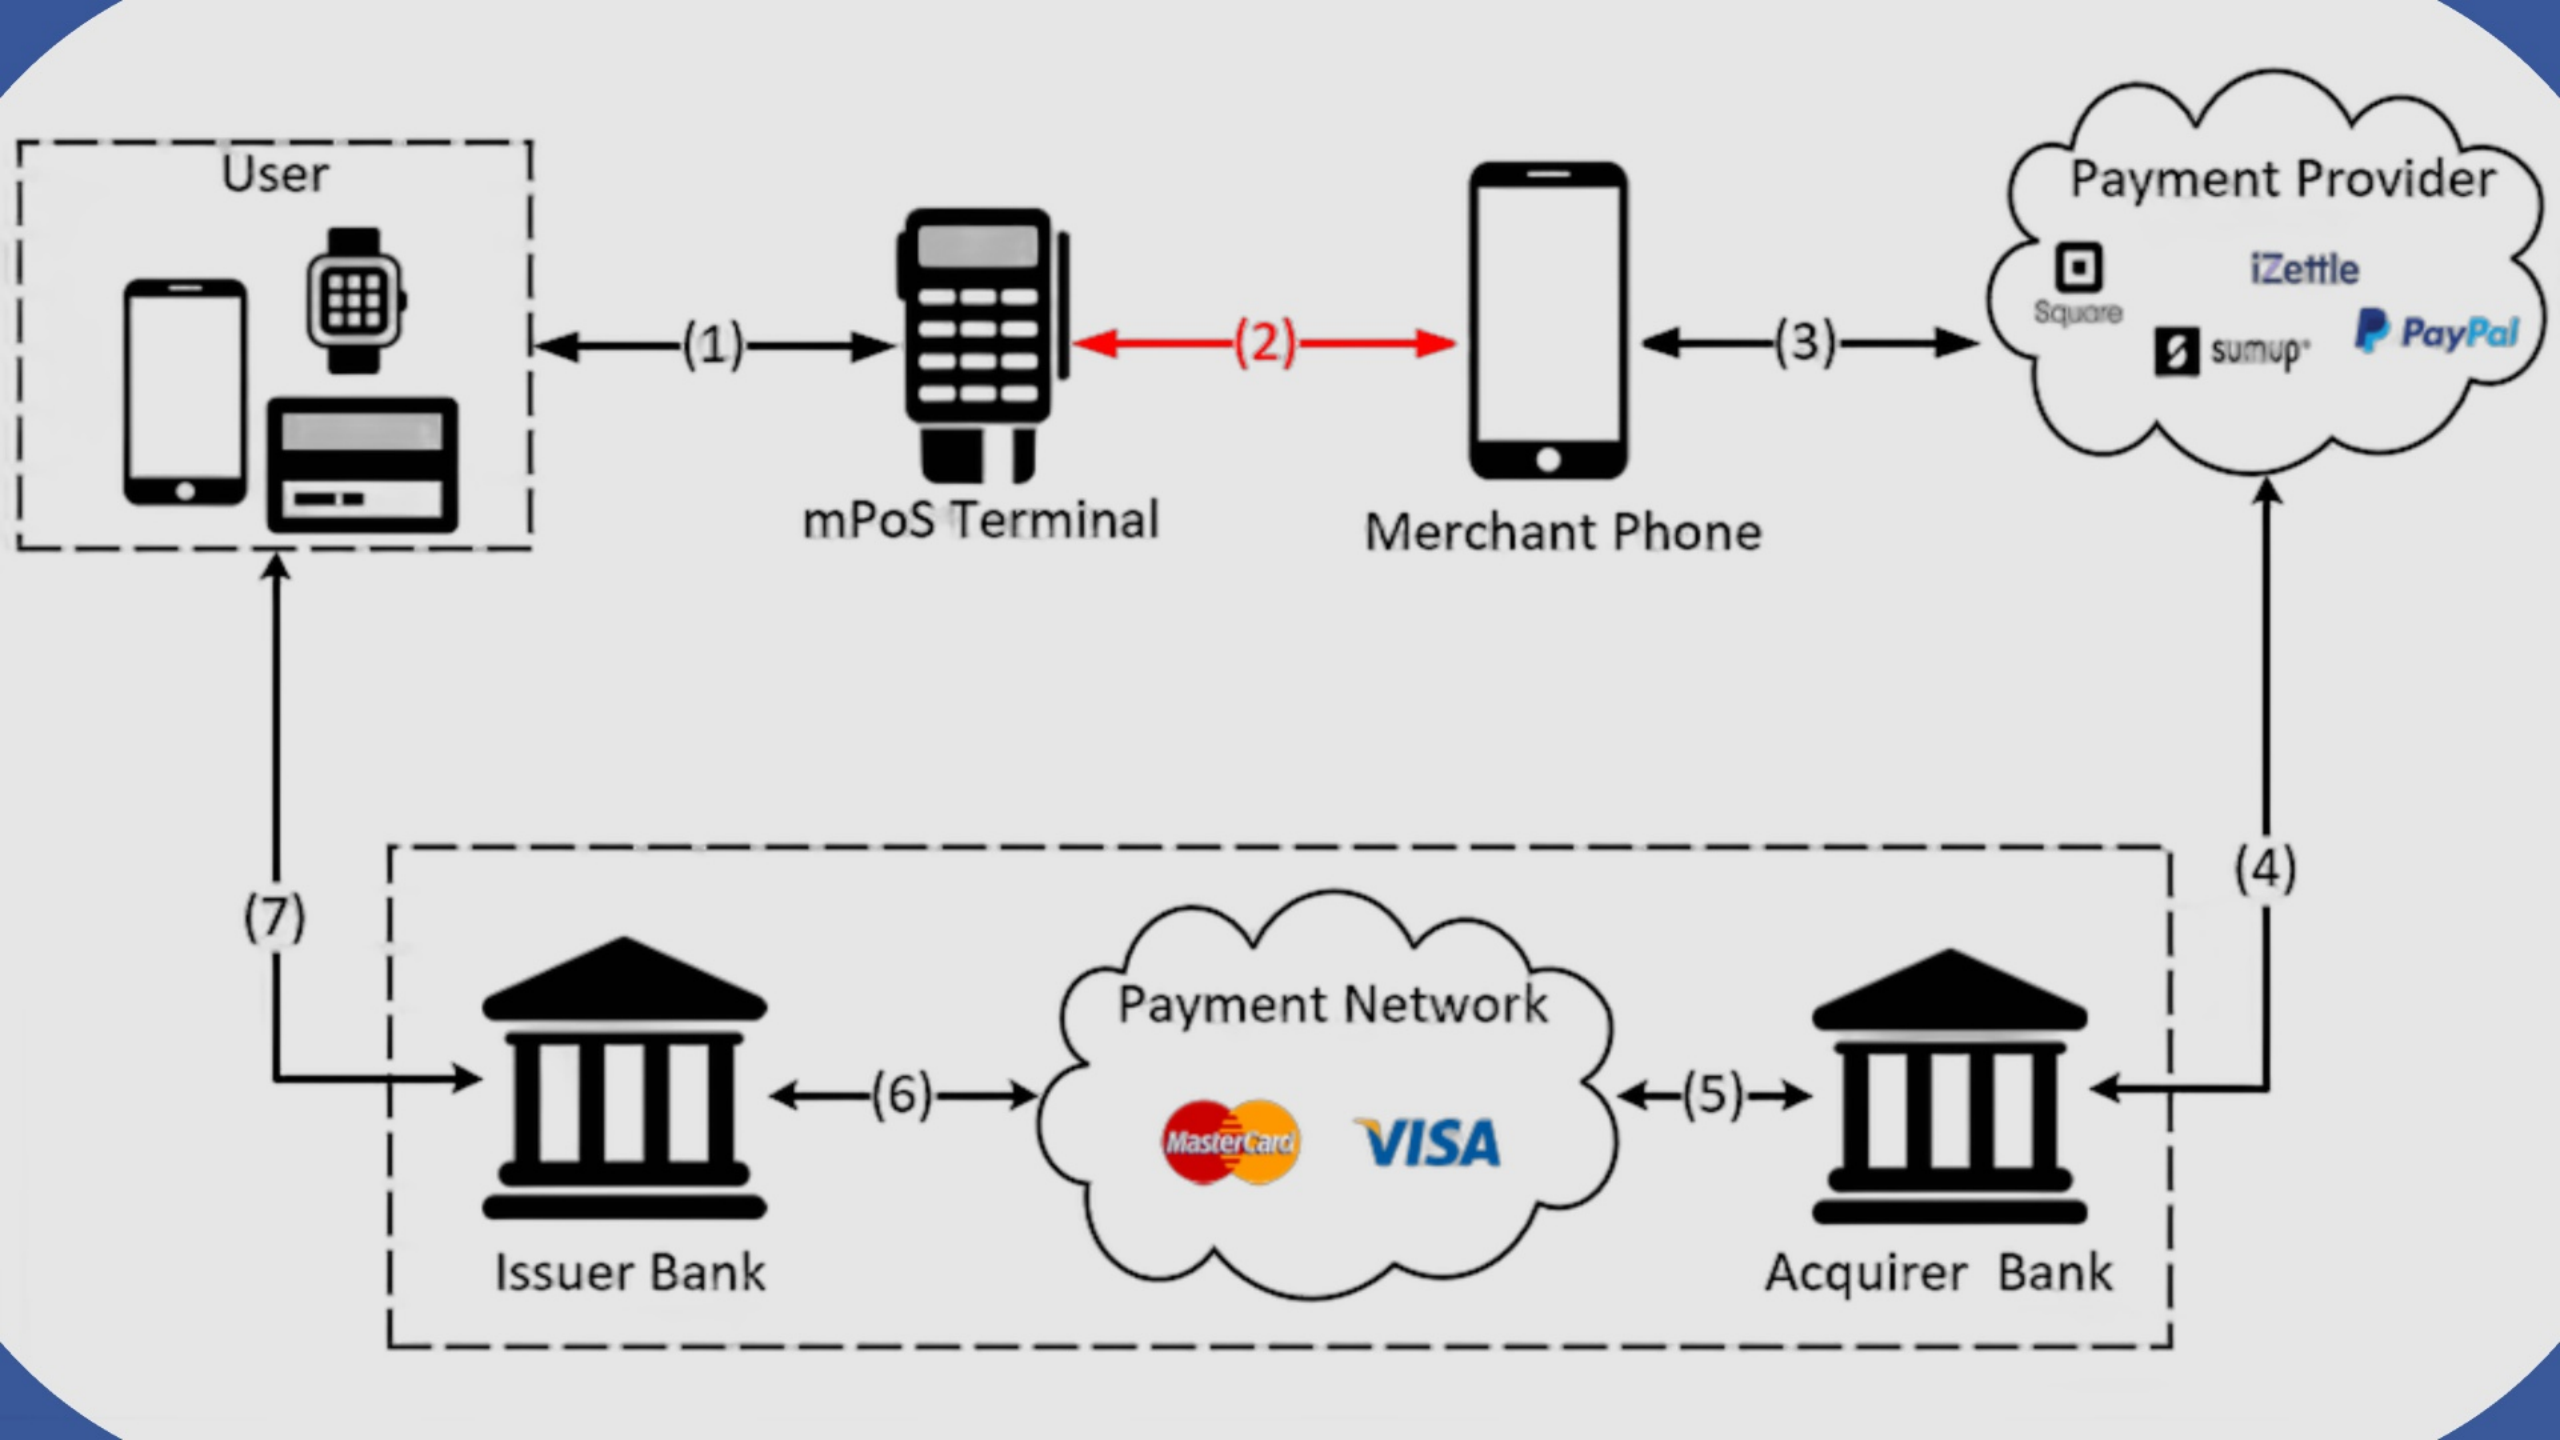 User
Payment Provider
Square
iZettle
sumup
PayPal
(1)
(2)
(3)
mPoS Terminal
Merchant Phone
(7)
(4)
Payment Network
MasterCard
VISA
(6)
(5)
Issuer Bank
Acquirer Bank